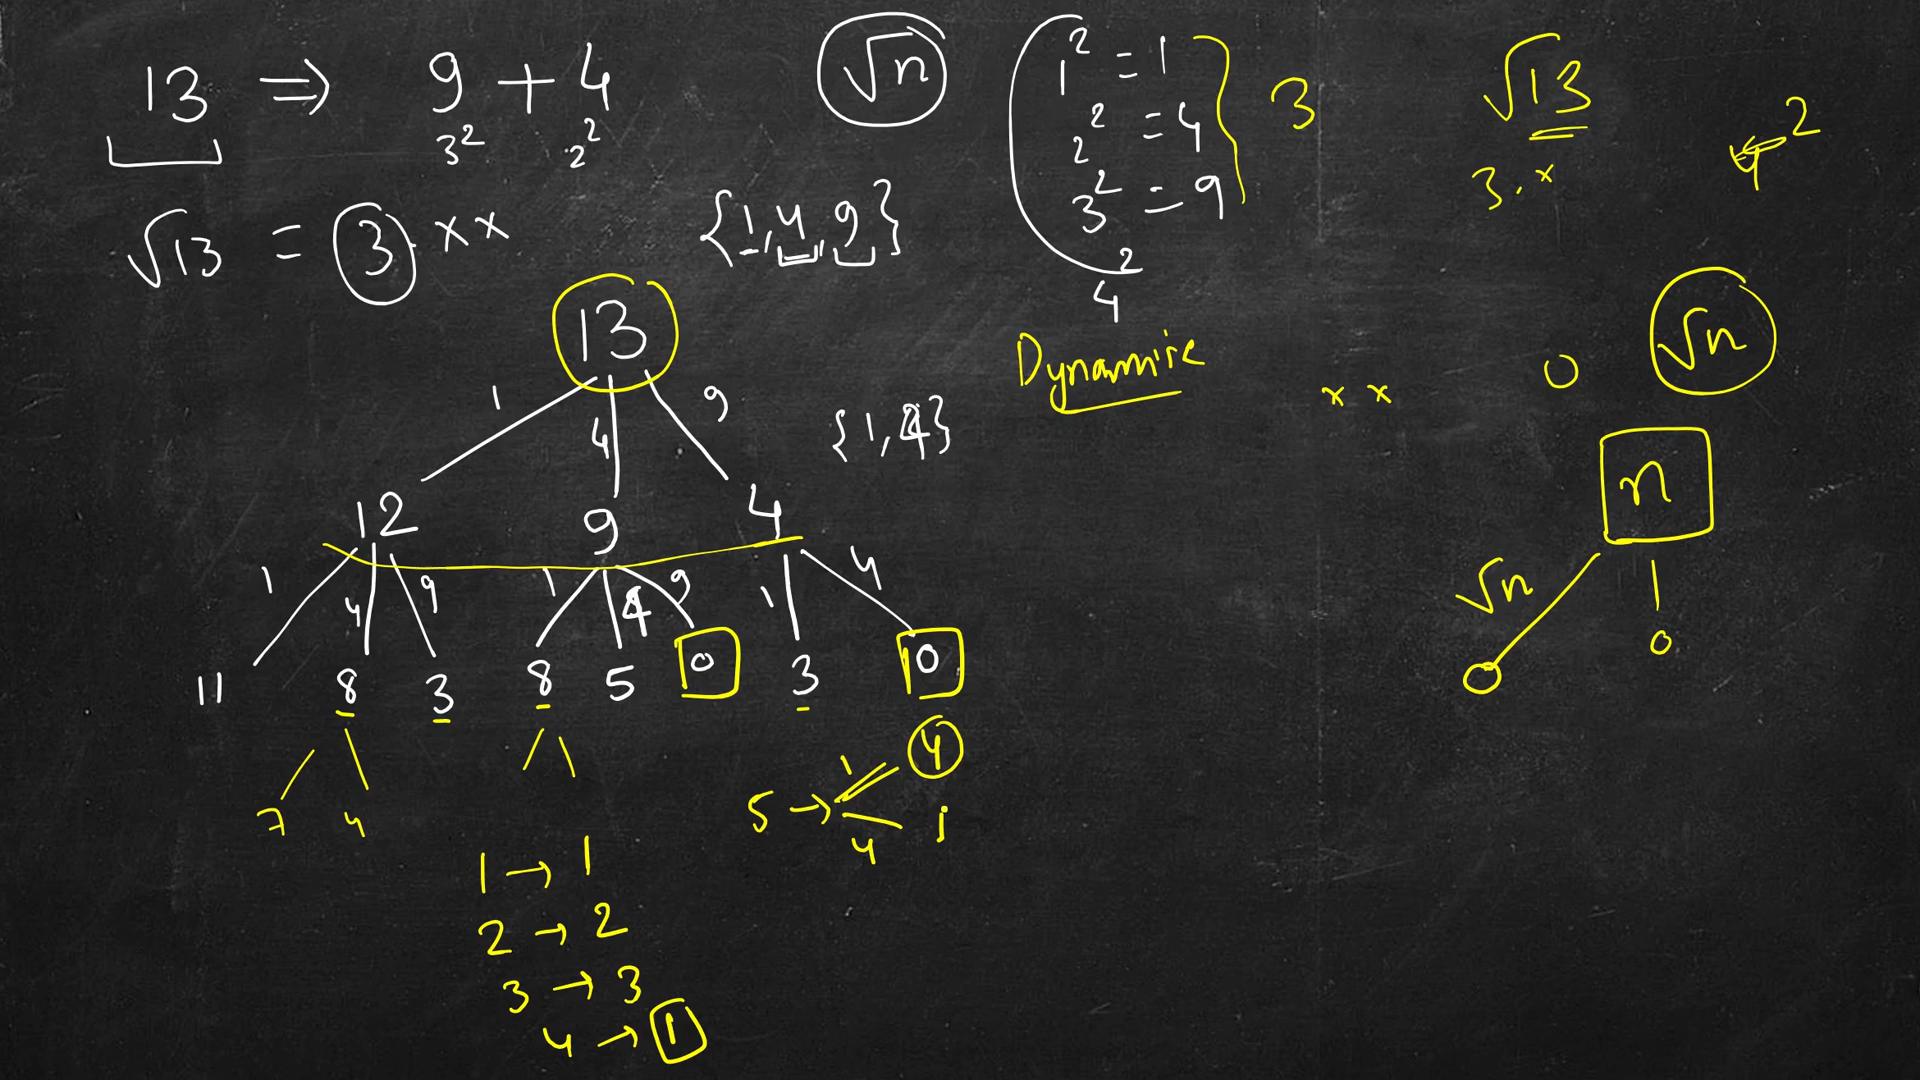 13 ⇒ 9 + 4
3² 2²
√13 = 3.××
{1,4,9}
√n
1² = 1
2² = 4
3² = 9
4²
3
√13
3.×
4²
13
1 4 9
{1,4}
12 9 4
1 4 9
1 4 9
1 4
11 8 3 8 5 0 3 0
7 4
5 → 1 4
4 1
1 → 1
2 → 2
3 → 3
4 → 1
Dynamic
× ×
0
√n
n
√n
0